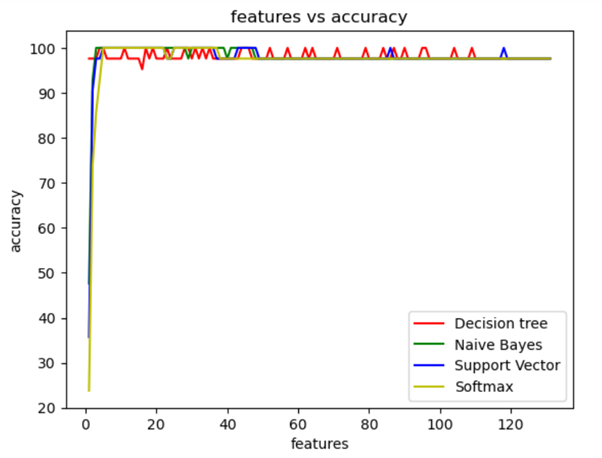 features vs accuracy
100
90
80
70
60
50
40
30
20
accuracy
0 20 40 60 80 100 120
features
Decision tree
Naive Bayes
Support Vector
Softmax